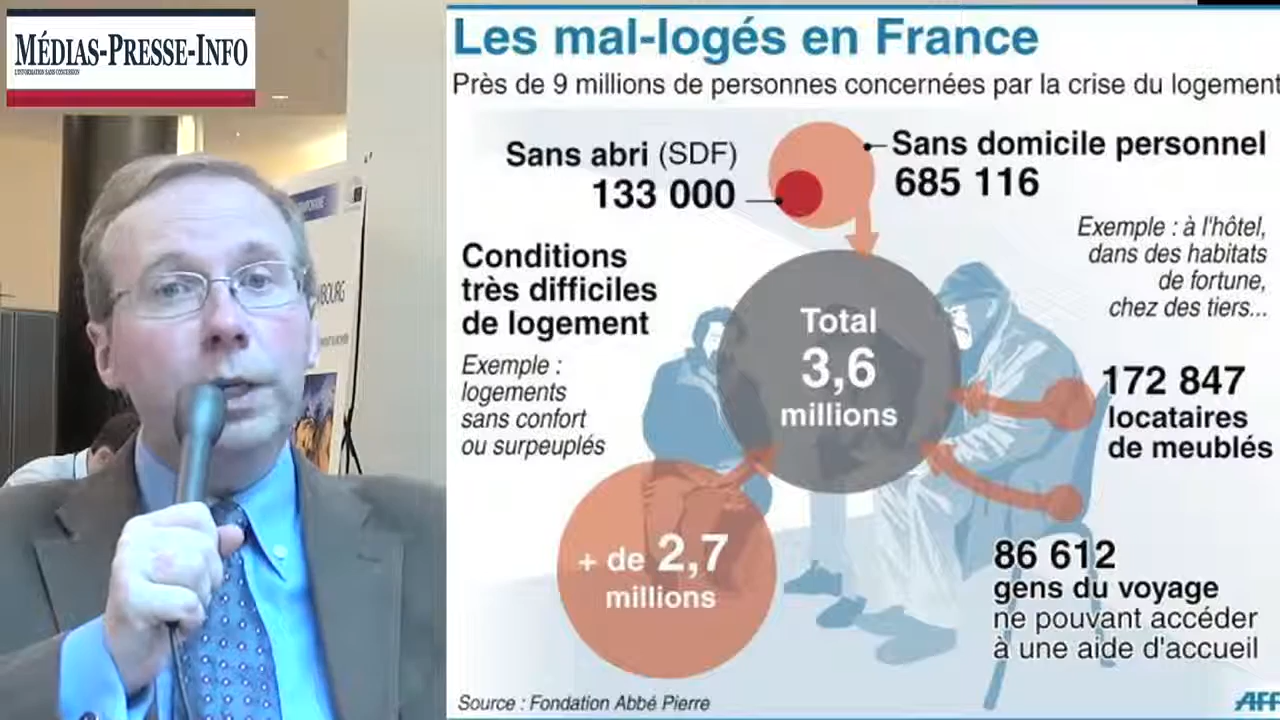 MÉDIAS-PRESSE-INFO
L'INFORMATION SANS CONCESSION
BOURG
Les mal-logés en France
Près de 9 millions de personnes concernées par la crise du logement
Sans abri (SDF)
133 000
Sans domicile personnel
685 116
Exemple : à l'hôtel,
dans des habitats
de fortune,
chez des tiers...
Conditions
très difficiles
de logement
Exemple :
logements
sans confort
ou surpeuplés
Total
3,6
millions
172 847
locataires
de meublés
+ de 2,7
millions
86 612
gens du voyage
ne pouvant accéder
à une aide d'accueil
Source : Fondation Abbé Pierre
AFP